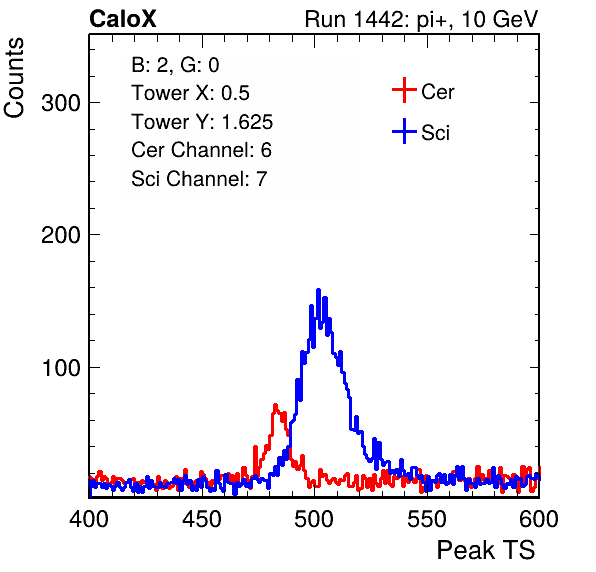 CaloX Run 1442: pi+, 10 GeV
Counts
B: 2, G: 0
Tower X: 0.5
Tower Y: 1.625
Cer Channel: 6
Sci Channel: 7
Cer
Sci
300
200
100
400 450 500 550 600
Peak TS